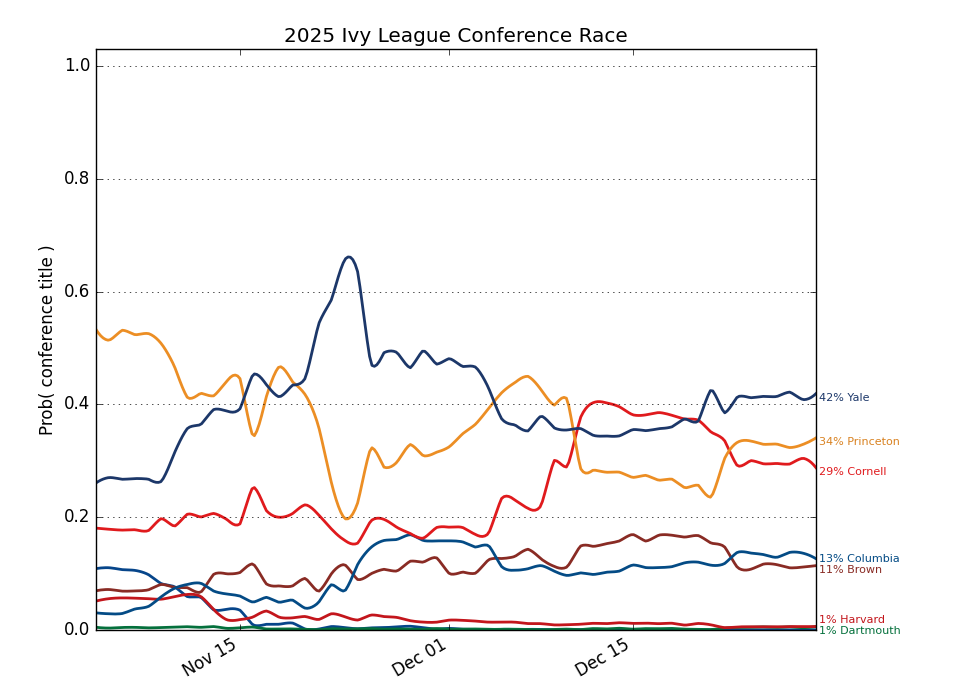 2025 Ivy League Conference Race
Prob( conference title )
1.0
0.8
0.6
0.4
0.2
0.0
Nov 15
Dec 01
Dec 15
42% Yale
34% Princeton
29% Cornell
13% Columbia
11% Brown
1% Harvard
1% Dartmouth